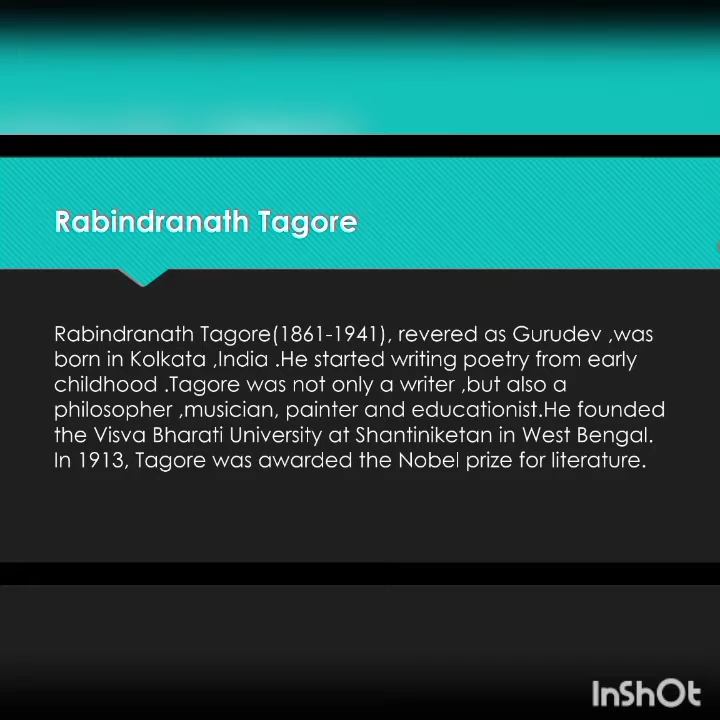 Rabindranath Tagore
Rabindranath Tagore(1861-1941), revered as Gurudev ,was
born in Kolkata ,India .He started writing poetry from early
childhood .Tagore was not only a writer ,but also a
philosopher ,musician, painter and educationist.He founded
the Visva Bharati University at Shantiniketan in West Bengal.
In 1913, Tagore was awarded the Nobel prize for literature.
InShOt